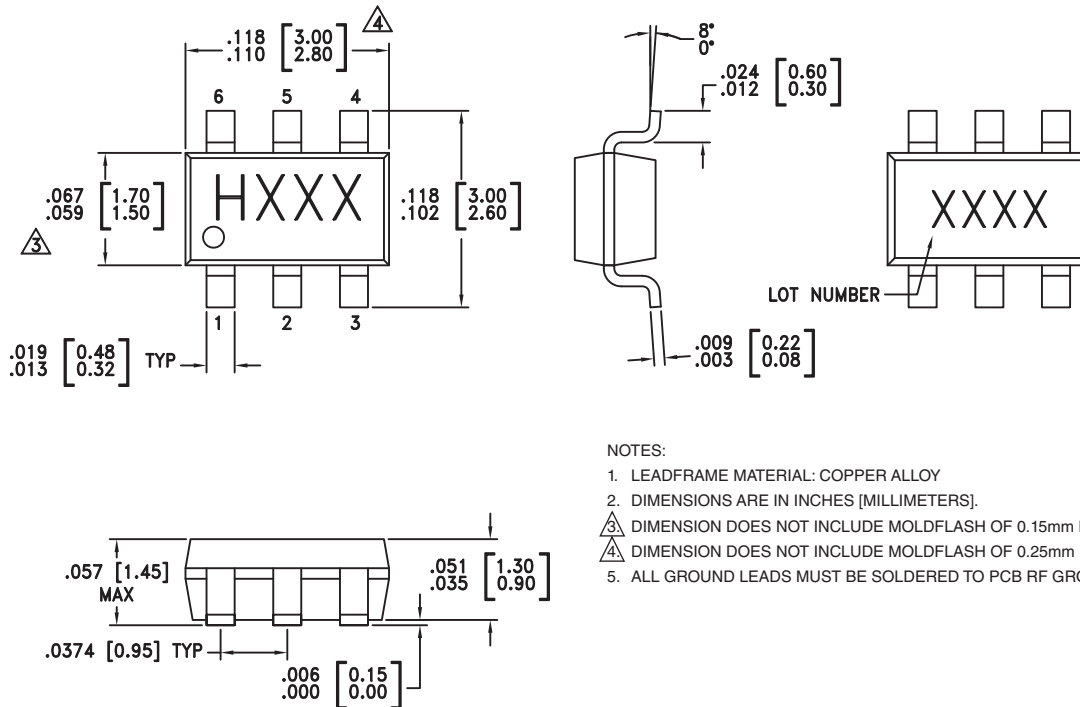 .118 [3.00]
.110 [2.80]
4
6 5 4
HXXX
.067 [1.70]
.059 [1.50]
3
.118 [3.00]
.102 [2.60]
1 2 3
.019 [0.48]
.013 [0.32]
TYP
8°
0°
.024 [0.60]
.012 [0.30]
.009 [0.22]
.003 [0.08]
XXXX
LOT NUMBER
.057 [1.45]
MAX
.051 [1.30]
.035 [0.90]
.0374 [0.95] TYP
.006 [0.15]
.000 [0.00]
NOTES:
1. LEADFRAME MATERIAL: COPPER ALLOY
2. DIMENSIONS ARE IN INCHES [MILLIMETERS].
3. DIMENSION DOES NOT INCLUDE MOLDFLASH OF 0.15mm
4. DIMENSION DOES NOT INCLUDE MOLDFLASH OF 0.25mm
5. ALL GROUND LEADS MUST BE SOLDERED TO PCB RF